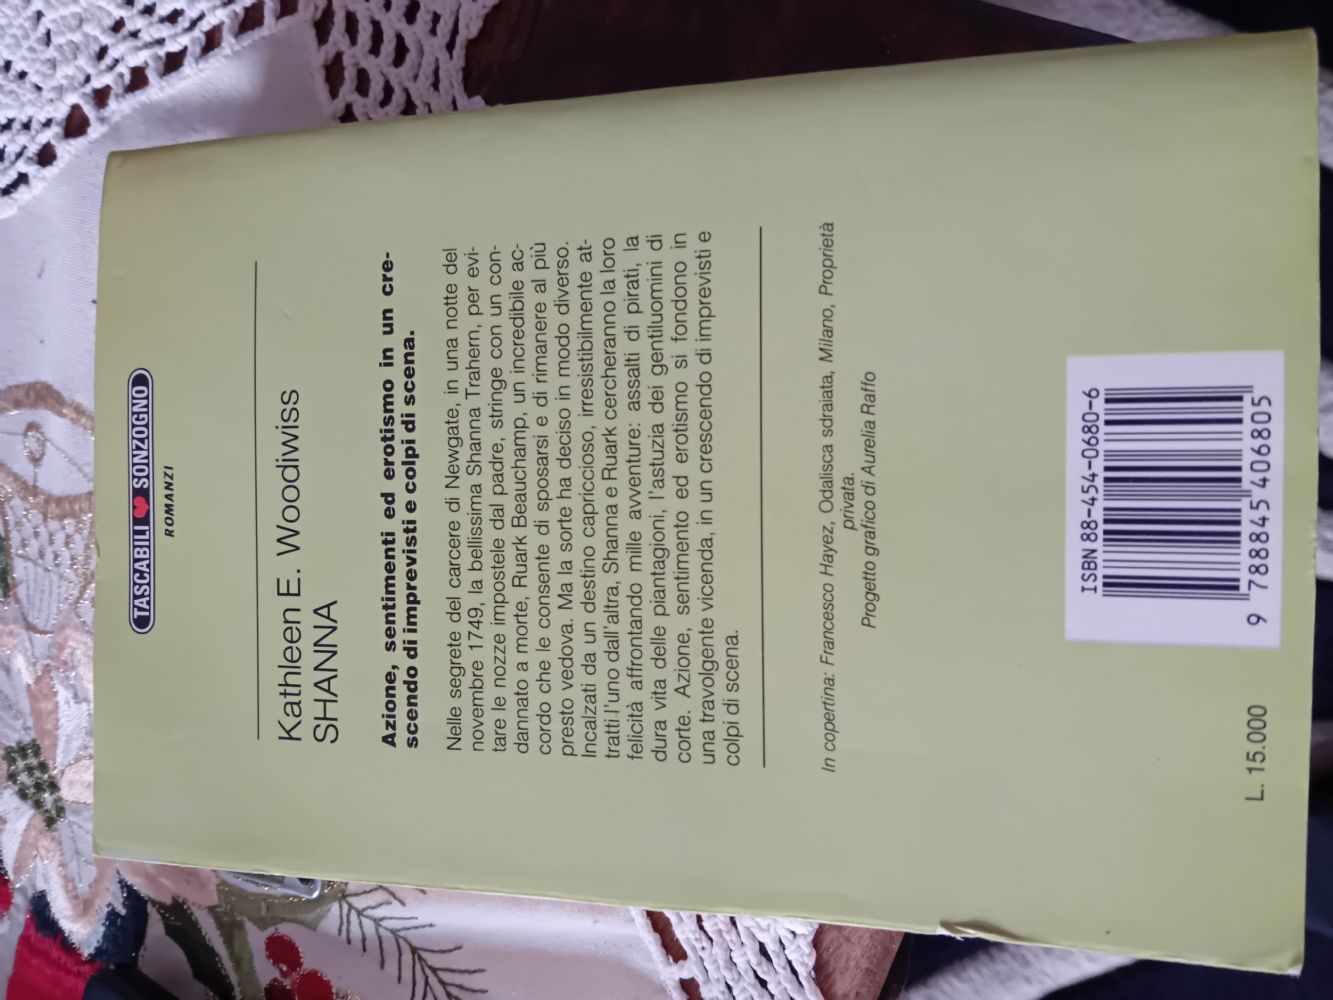 TASCABILI SONZOGNO
ROMANZI
Kathleen E. Woodiwiss
SHANNA
Azione, sentimenti ed erotismo in un cre-
scendo di imprevisti e colpi di scena.
Nelle segrete del carcere di Newgate, in una notte del
novembre 1749, la bellissima Shanna Trahern, per evi-
tare le nozze impostele dal padre, stringe con un con-
dannato a morte, Ruark Beauchamp, un incredibile ac-
cordo che le consente di sposarsi e di rimanere al più
presto vedova. Ma la sorte ha deciso in modo diverso.
Incalzati da un destino capriccioso, irresistibilmente at-
tratti l'uno dall'altra, Shanna e Ruark cercheranno la loro
felicità affrontando mille avventure: assalti di pirati, la
dura vita delle piantagioni, l'astuzia dei gentiluomini di
corte. Azione, sentimento ed erotismo si fondono in
una travolgente vicenda, in un crescendo di imprevisti e
colpi di scena.
In copertina: Francesco Hayez, Odalisca sdraiata, Milano, Proprietà
privata.
Progetto grafico di Aurelia Raffo
ISBN 88-454-0680-6
9 788845 406805
L. 15.000